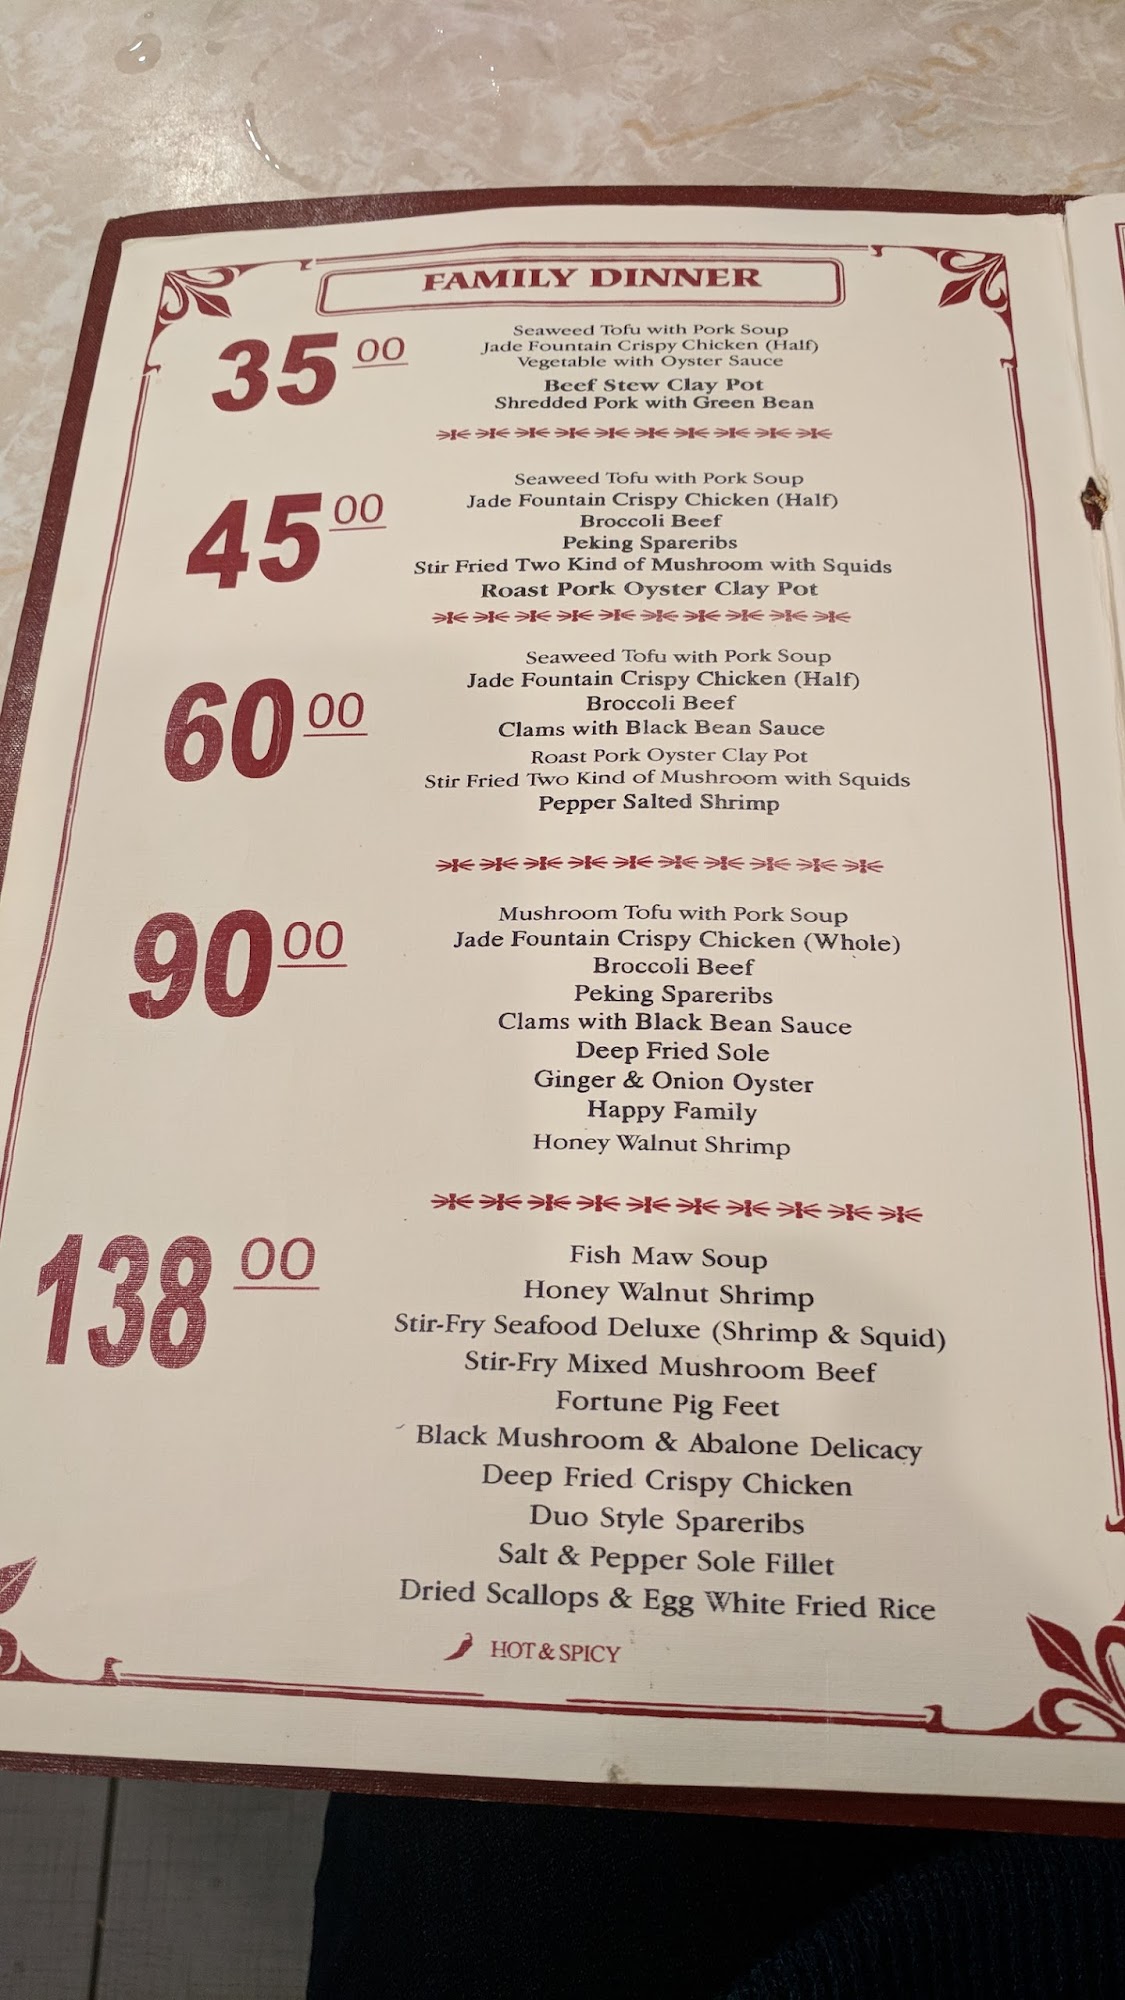 FAMILY DINNER
35 00
Seaweed Tofu with Pork Soup
Jade Fountain Crispy Chicken (Half)
Vegetable with Oyster Sauce
Beef Stew Clay Pot
Shredded Pork with Green Bean
45 00
Seaweed Tofu with Pork Soup
Jade Fountain Crispy Chicken (Half)
Broccoli Beef
Peking Spareribs
Stir Fried Two Kind of Mushroom with Squids
Roast Pork Oyster Clay Pot
60 00
Seaweed Tofu with Pork Soup
Jade Fountain Crispy Chicken (Half)
Broccoli Beef
Clams with Black Bean Sauce
Roast Pork Oyster Clay Pot
Stir Fried Two Kind of Mushroom with Squids
Pepper Salted Shrimp
90 00
Mushroom Tofu with Pork Soup
Jade Fountain Crispy Chicken (Whole)
Broccoli Beef
Peking Spareribs
Clams with Black Bean Sauce
Deep Fried Sole
Ginger & Onion Oyster
Happy Family
Honey Walnut Shrimp
138 00
Fish Maw Soup
Honey Walnut Shrimp
Stir-Fry Seafood Deluxe (Shrimp & Squid)
Stir-Fry Mixed Mushroom Beef
Fortune Pig Feet
Black Mushroom & Abalone Delicacy
Deep Fried Crispy Chicken
Duo Style Spareribs
Salt & Pepper Sole Fillet
Dried Scallops & Egg White Fried Rice
HOT & SPICY